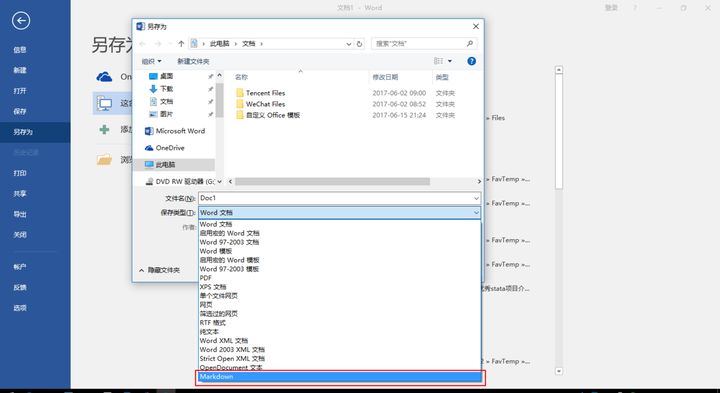 文档1 - Word
登录
?
信息
新建
打开
保存
另存为
历史记录
打印
共享
导出
关闭
帐户
反馈
选项
另存为
另存为
此电脑 › 文档 ›
搜索"文档"
组织
新建文件夹
名称
修改日期
类型
桌面
下载
文档
图片
Microsoft Word
OneDrive
此电脑
DVD RW 驱动器 (G:
Tencent Files 2017-06-02 09:00 文件夹
WeChat Files 2017-06-02 08:52 文件夹
自定义 Office 模板 2017-06-15 21:24 文件夹
文件名(N): Doc1
保存类型(T): Word 文档
作者:
Word 文档
启用宏的 Word 文档
Word 97-2003 文档
Word 模板
启用宏的 Word 模板
Word 97-2003 模板
PDF
XPS 文档
单个文件网页
网页
筛选过的网页
RTF 格式
纯文本
Word XML 文档
Word 2003 XML 文档
Strict Open XML 文档
OpenDocument 文本
Markdown
隐藏文件夹
On
这台
添加
浏览
» Files
» FavTemp »...
» FavTemp »...
» FavTemp »...
» FavTemp »...
优秀stata项目介...
2 » FavTemp »...